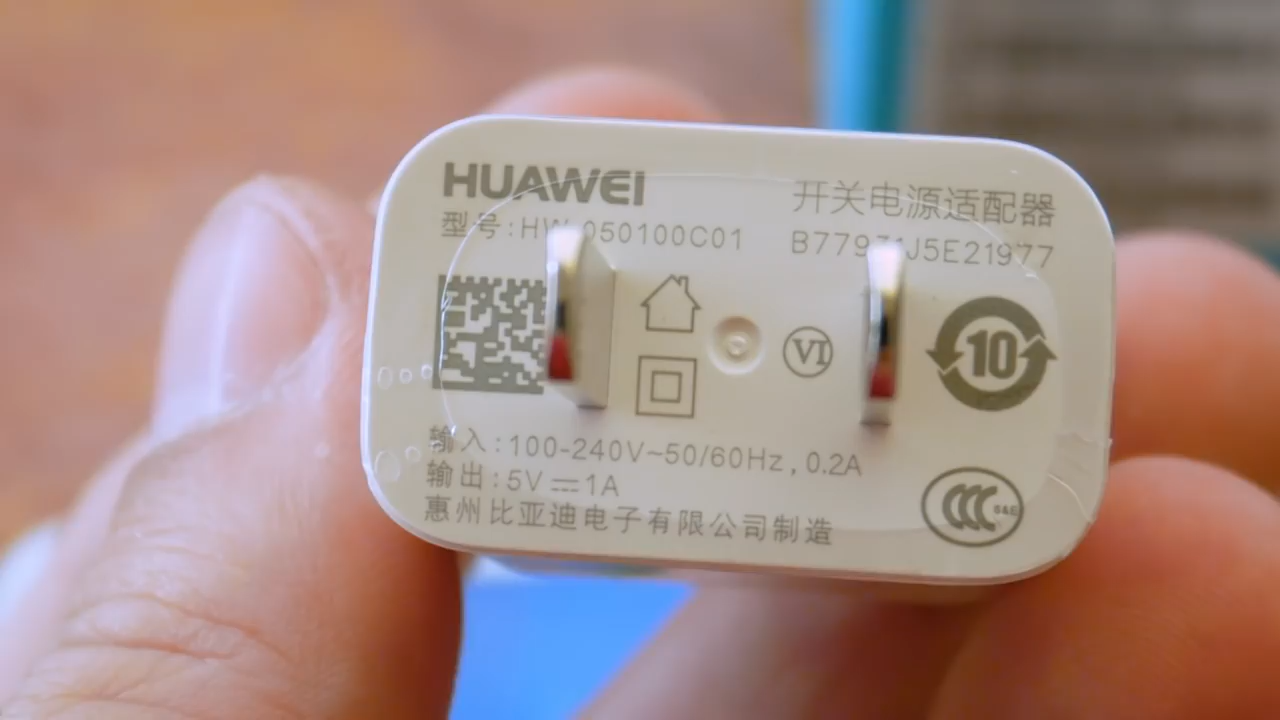 HUAWEI
开关电源适配器
型号:HW-050100C01
VI
10
输入:100-240V~50/60Hz, 0.2A
输出:5V⎓1A
CCC S&E
惠州比亚迪电子有限公司制造